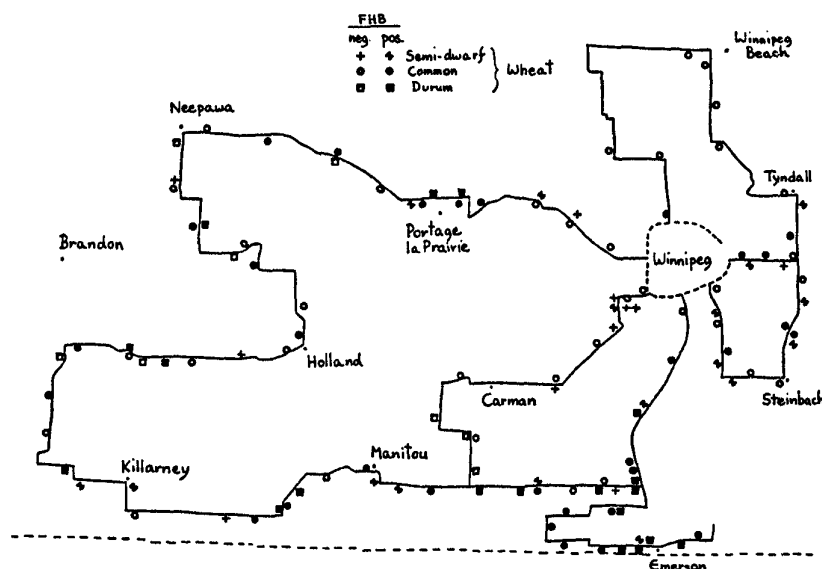 FHB
neg. pos.
Semi-dwarf
Common
Durum
Wheat
Winnipeg
Beach
Neepawa
Tyndall
Portage
la Prairie
Brandon
Winnipeg
Holland
Carman
Steinbach
Manitou
Killarney
Emerson